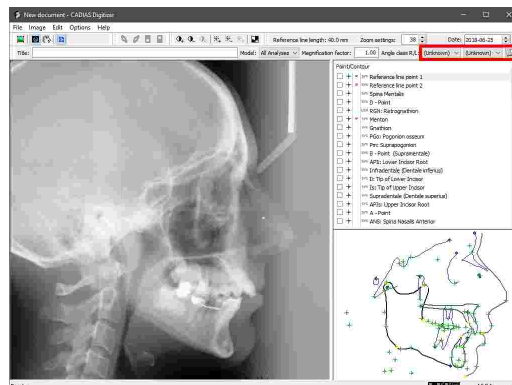 New document - CADIAS Digitizer
File Image Edit Options Help
Reference line length: 40.0 mm Zoom settings: 38 Date: 2018-06-25
Title: Model: All Analyses Magnification factor: 1.00 Angle class R/L: (Unknown) (Unknown)
Point/Contour
Reference line point 1
Reference line point 2
Spina Mentalis
D - Point
RGN: Retrognathion
Menton
Gnathion
PGo: Pogonion osseum
Pm: Suprapogonion
B - Point (Supramentale)
APIi: Lower Incisor Root
Infradentale (Dentale inferius)
Ii: Tip of Lower Incisor
Is: Tip of Upper Incisor
Supradentale (Dentale superius)
APIs: Upper Incisor Root
A - Point
ANS: Spina Nasalis Anterior